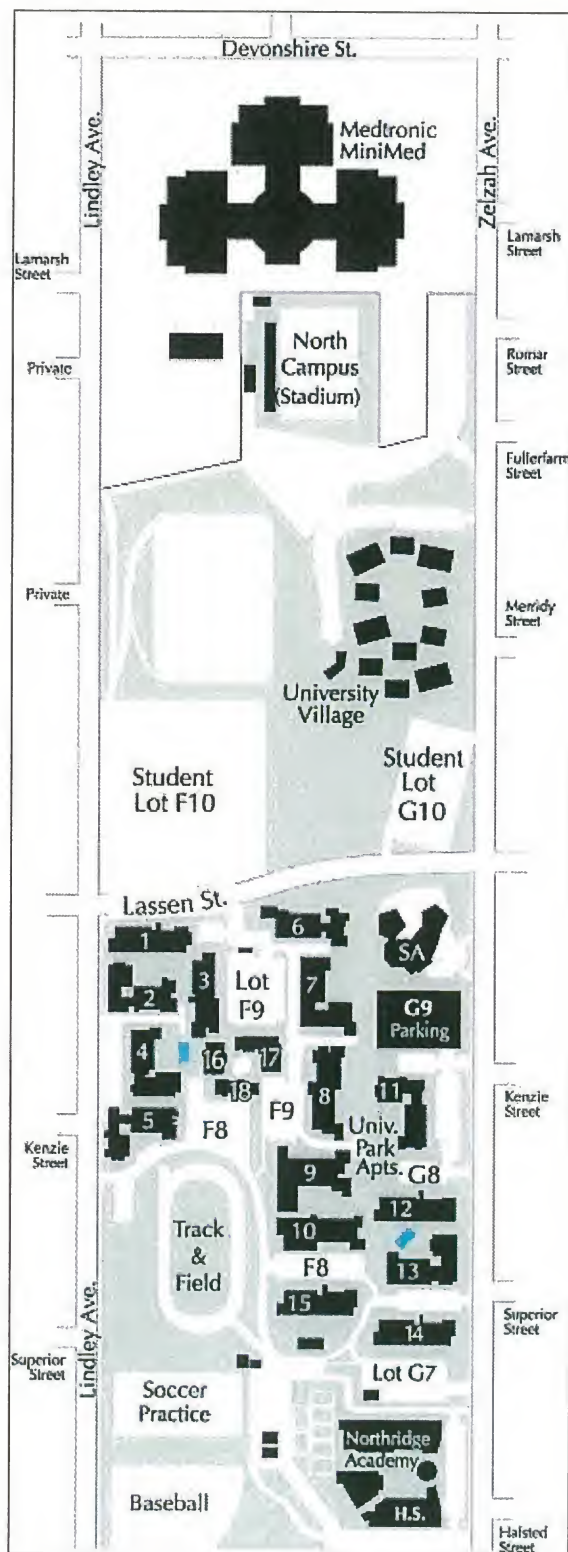 Devonshire St.
Lindley Ave.
Zelzah Ave.
Medtronic
MiniMed
Lamarsh
Street
Lamarsh
Street
North
Campus
(Stadium)
Romar
Street
Private
Fullerfarm
Street
Private
Merridy
Street
University
Village
Student
Lot F10
Student
Lot
G10
Lassen St.
1
6
SA
2
3
Lot
F9
7
G9
Parking
4
16
17
18
8
11
5
F8
F9
Kenzie
Street
Kenzie
Street
Univ.
Park
Apts.
9
G8
12
10
Track
&
Field
F8
13
15
14
Lindley Ave.
Superior
Street
Superior
Street
Lot G7
Soccer
Practice
Northridge
Academy
H.S.
Baseball
Halsted
Street